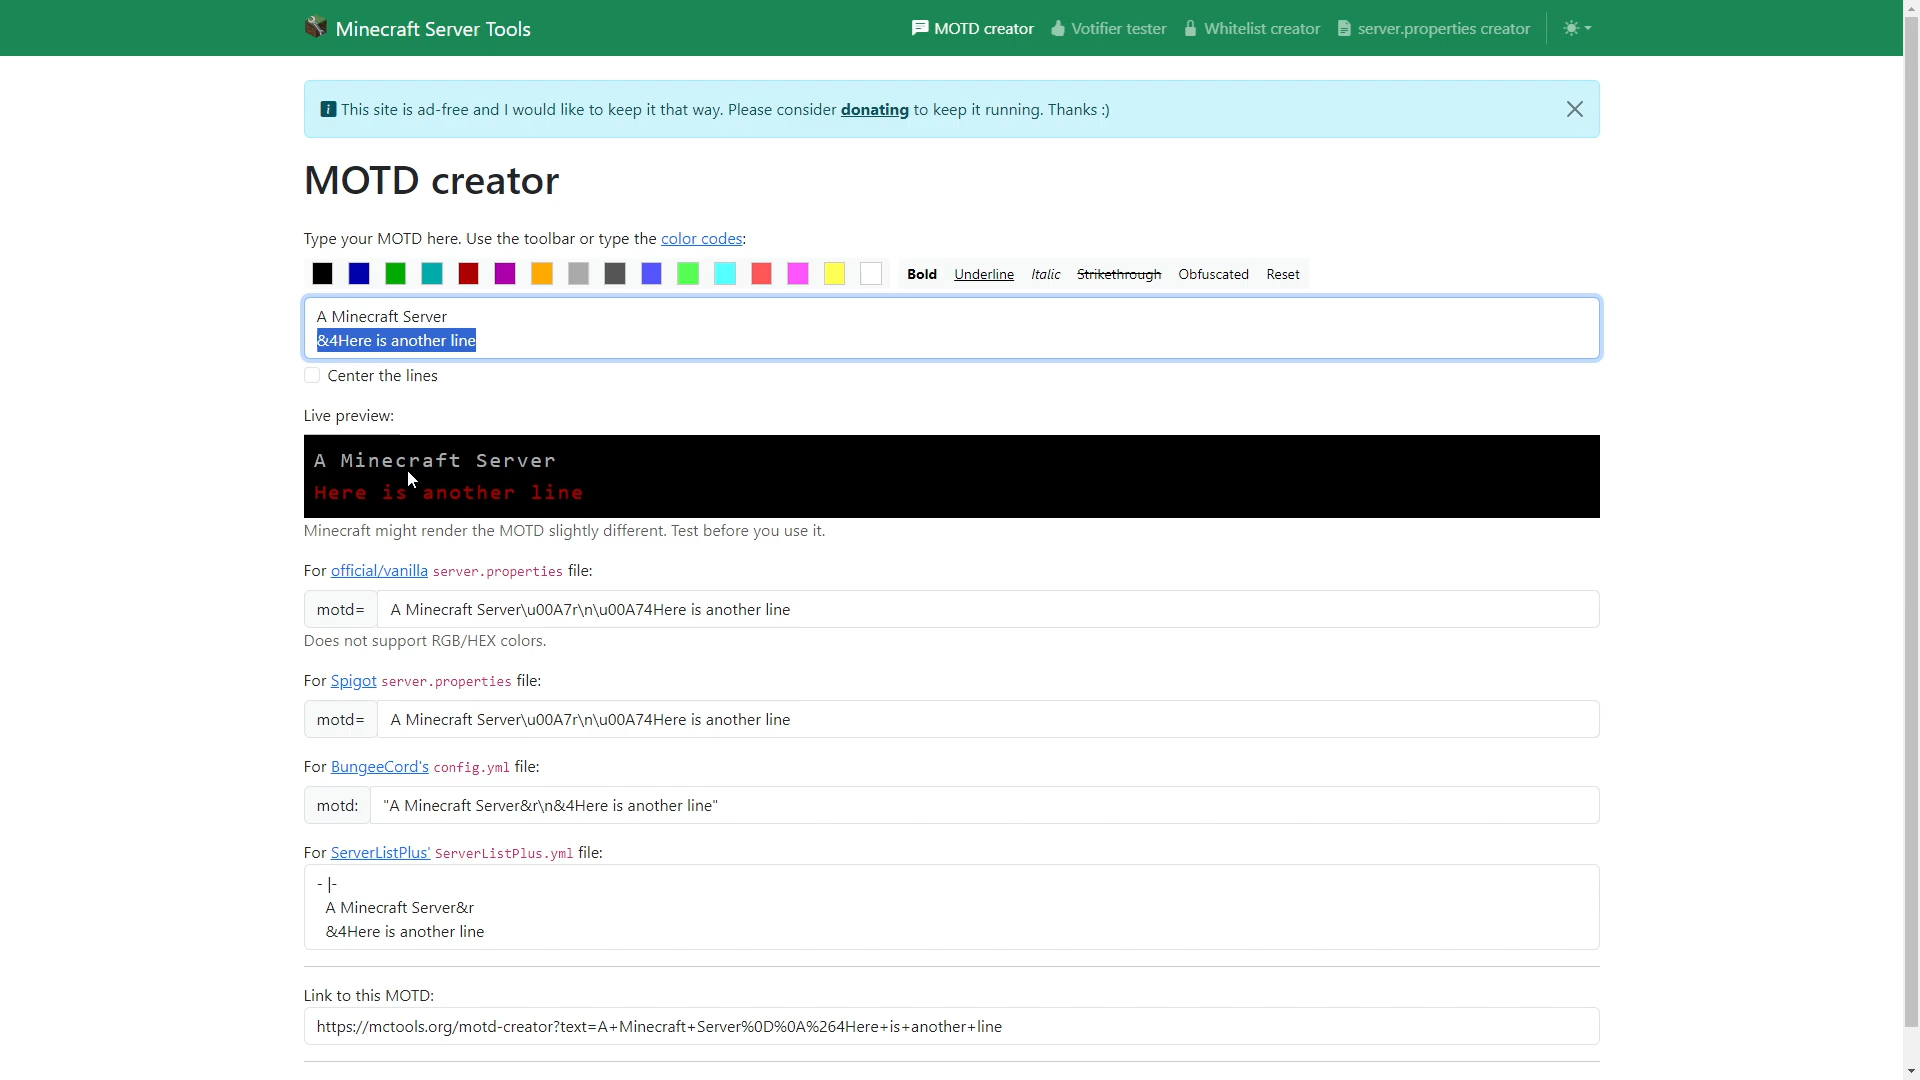 Minecraft Server Tools
MOTD creator
Votifier tester
Whitelist creator
server.properties creator
This site is ad-free and I would like to keep it that way. Please consider donating to keep it running. Thanks :)
MOTD creator
Type your MOTD here. Use the toolbar or type the color codes:
Bold Underline Italic Strikethrough Obfuscated Reset
A Minecraft Server
&4Here is another line
Center the lines
Live preview:
A Minecraft Server
Here is another line
Minecraft might render the MOTD slightly different. Test before you use it.
For official/vanilla server.properties file:
motd= A Minecraft Server\u00A7r\n\u00A74Here is another line
Does not support RGB/HEX colors.
For Spigot server.properties file:
motd= A Minecraft Server\u00A7r\n\u00A74Here is another line
For BungeeCord's config.yml file:
motd: "A Minecraft Server&r\n&4Here is another line"
For ServerListPlus' ServerListPlus.yml file:
- |-
A Minecraft Server&r
&4Here is another line
Link to this MOTD:
https://mctools.org/motd-creator?text=A+Minecraft+Server%0D%0A%264Here+is+another+line